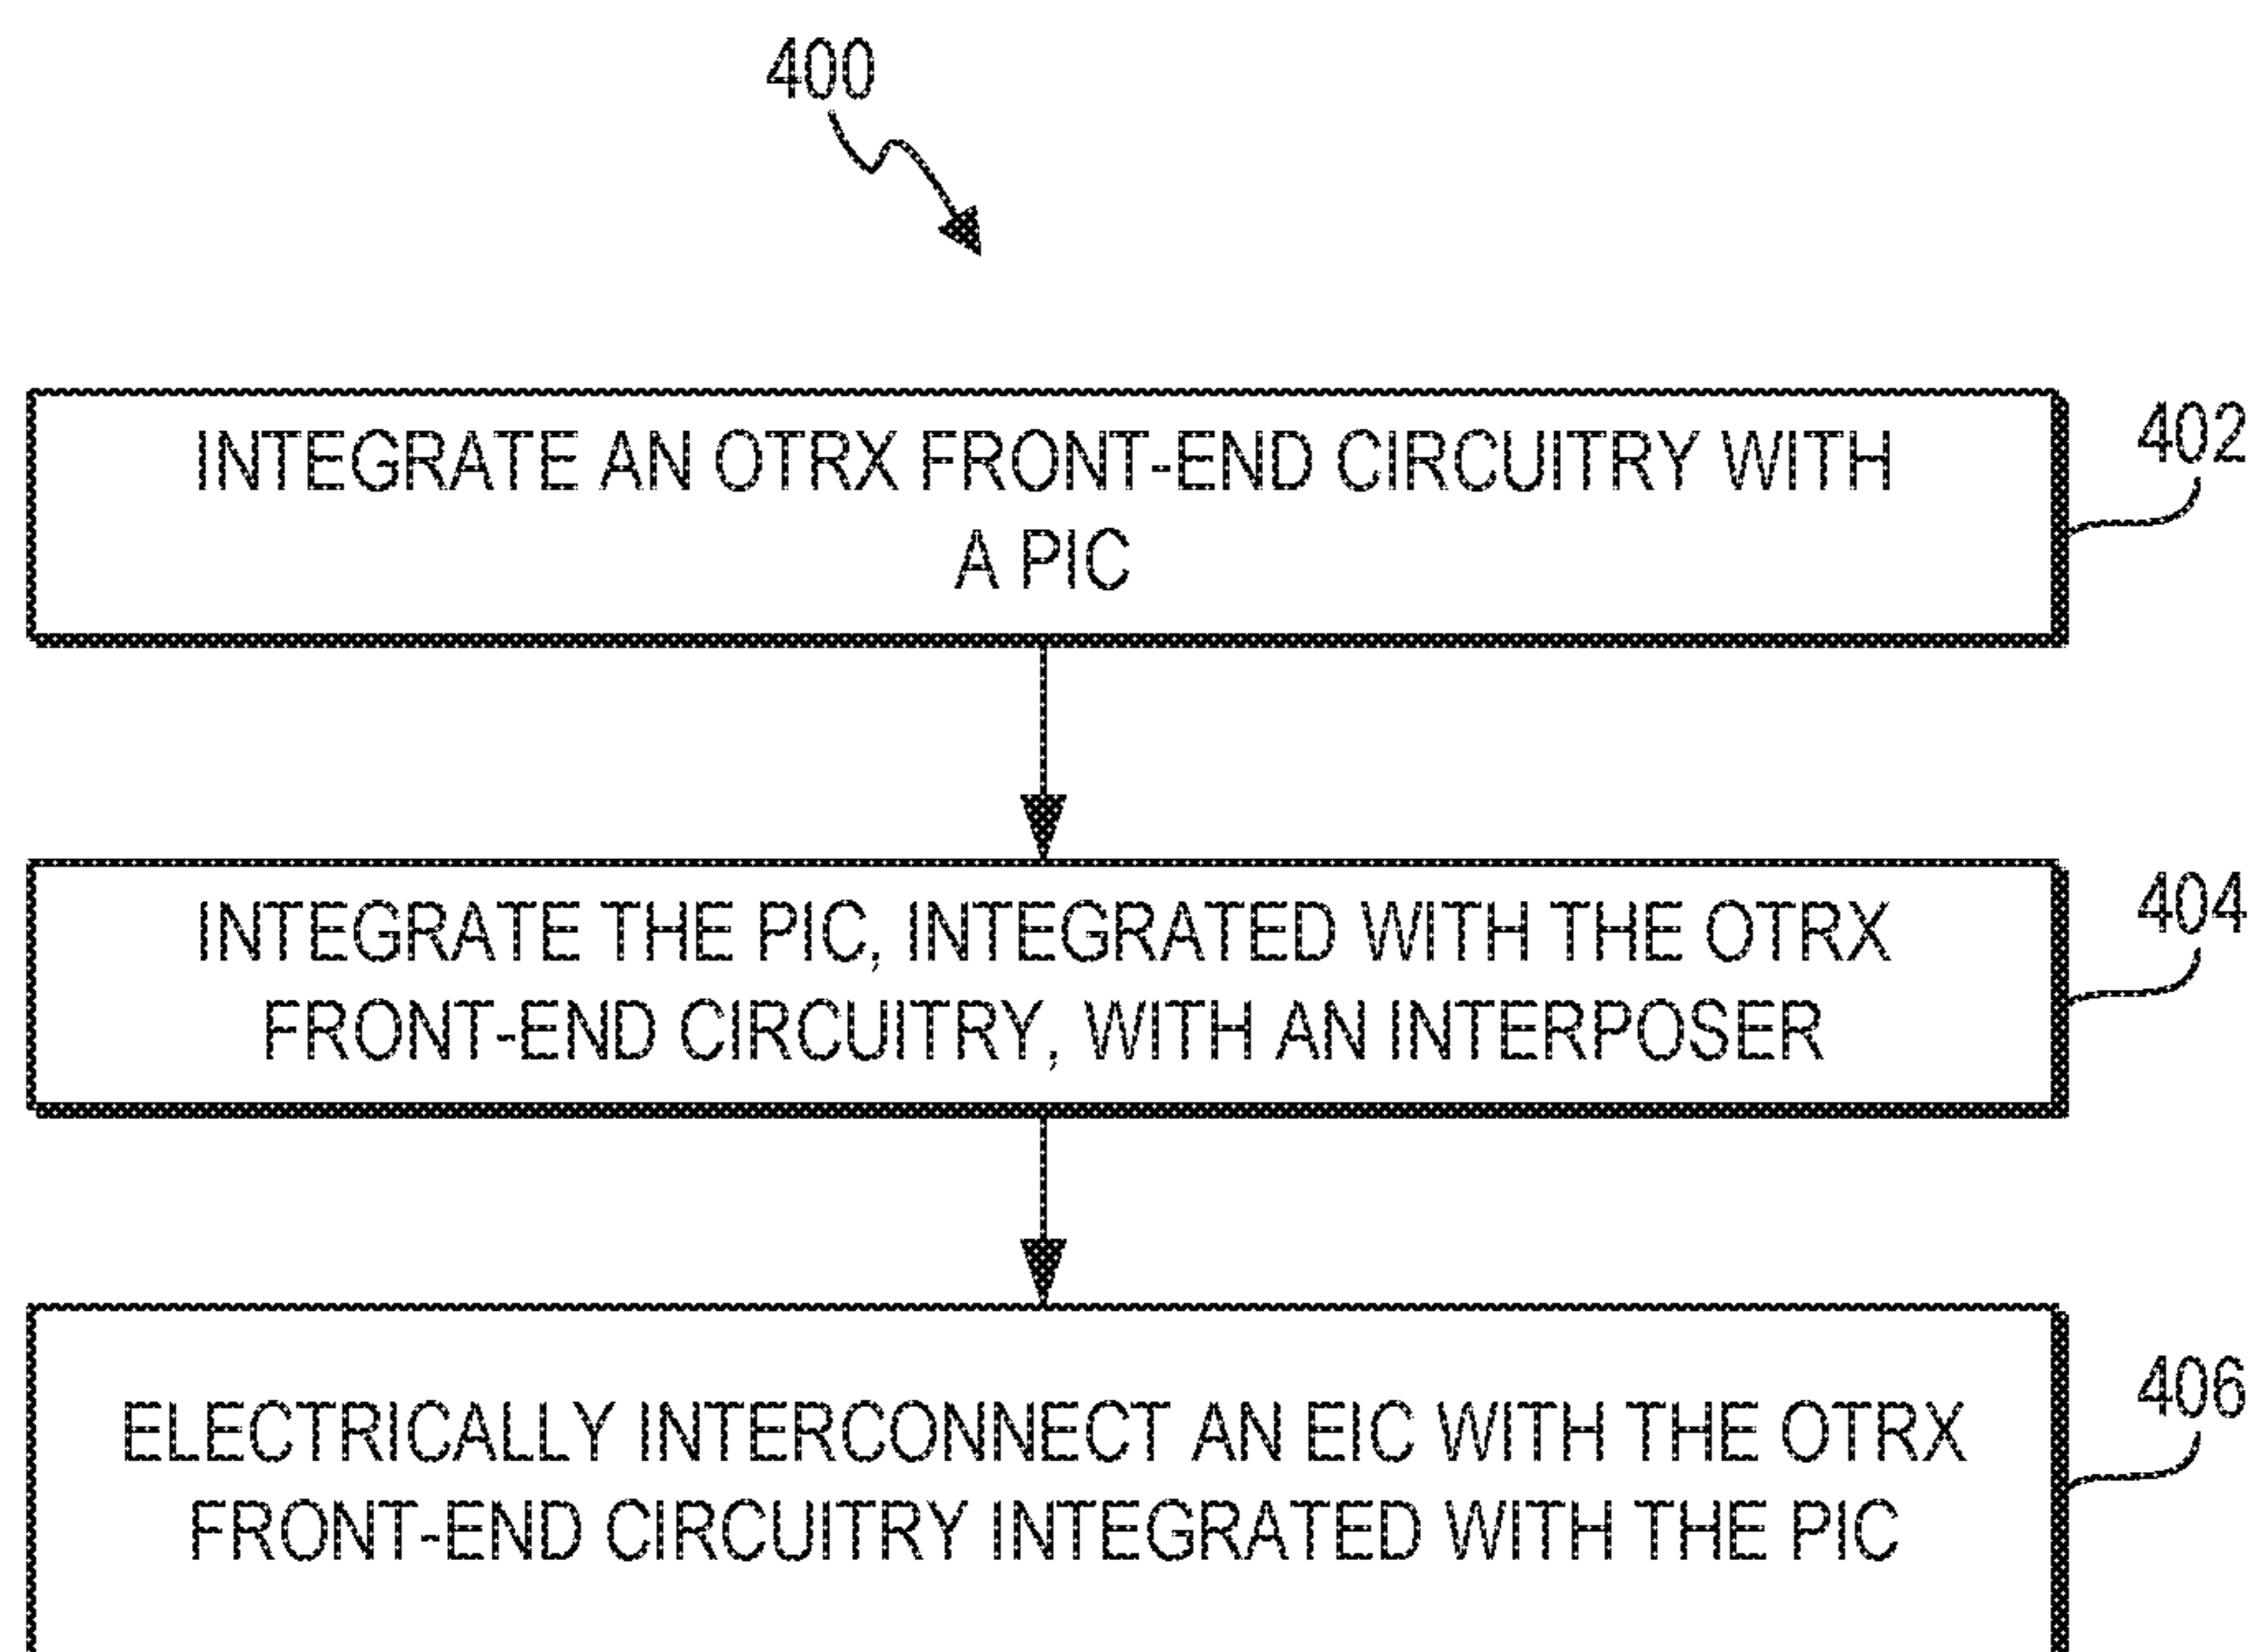 400
INTEGRATE AN OTRX FRONT-END CIRCUITRY WITH
A PIC
402
INTEGRATE THE PIC, INTEGRATED WITH THE OTRX
FRONT-END CIRCUITRY, WITH AN INTERPOSER
404
ELECTRICALLY INTERCONNECT AN EIC WITH THE OTRX
FRONT-END CIRCUITRY INTEGRATED WITH THE PIC
406